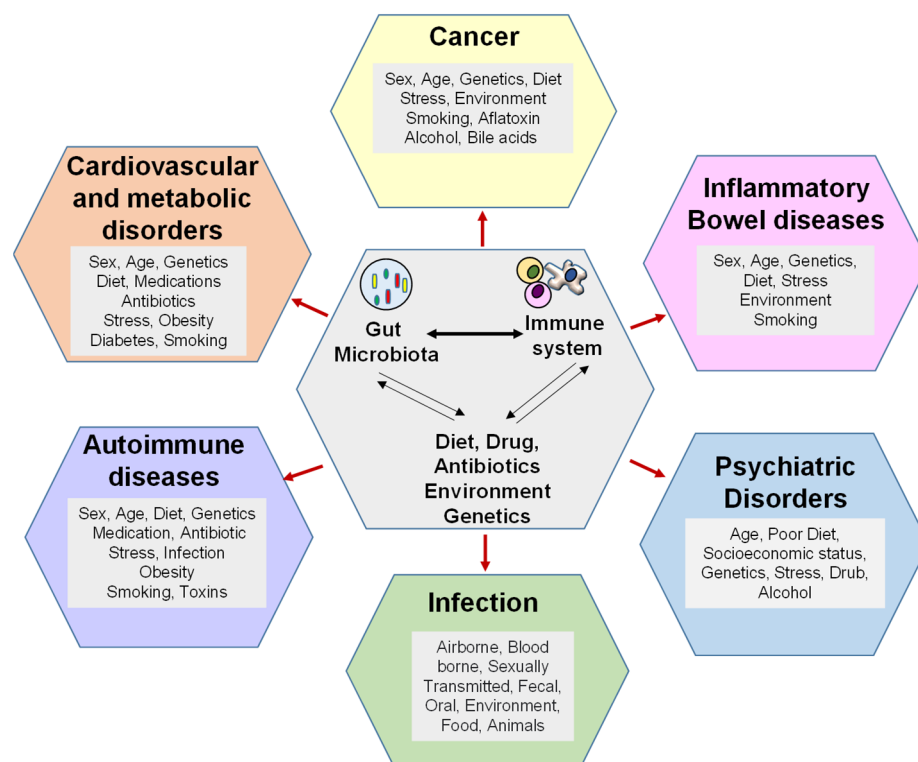 Cancer
Sex, Age, Genetics, Diet
Stress, Environment
Smoking, Aflatoxin
Alcohol, Bile acids
Cardiovascular
and metabolic
disorders
Sex, Age, Genetics
Diet, Medications
Antibiotics
Stress, Obesity
Diabetes, Smoking
Inflammatory
Bowel diseases
Sex, Age, Genetics,
Diet, Stress
Environment
Smoking
Gut
Microbiota
Immune
system
Diet, Drug,
Antibiotics
Environment
Genetics
Autoimmune
diseases
Sex, Age, Diet, Genetics
Medication, Antibiotic
Stress, Infection
Obesity
Smoking, Toxins
Psychiatric
Disorders
Age, Poor Diet,
Socioeconomic status,
Genetics, Stress, Drub,
Alcohol
Infection
Airborne, Blood
borne, Sexually
Transmitted, Fecal,
Oral, Environment,
Food, Animals